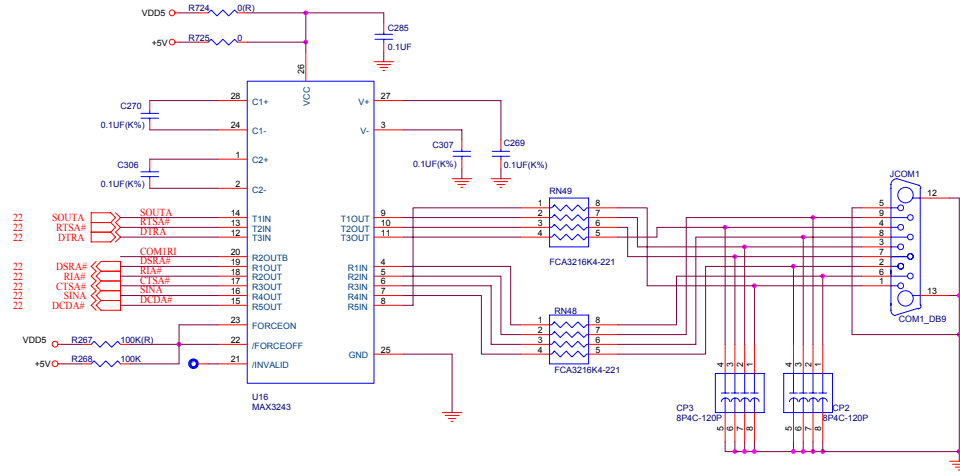 VDD5 R724 0(R)
+5V R725 0
C285
0.1UF
26
VCC
28 C1+ V+ 27
C270
0.1UF(K%)
24 C1- V- 3
1 C2+
C306
0.1UF(K%)
2 C2-
C307
0.1UF(K%)
C269
0.1UF(K%)
22 SOUTA SOUTA 14 T1IN T1OUT 9
22 RTSA# RTSA# 13 T2IN T2OUT 10
22 DTRA DTRA 12 T3IN T3OUT 11
COM1RI 20 R2OUTB
22 DSRA# DSRA# 19 R1OUT R1IN 4
22 RIA# RIA# 18 R2OUT R2IN 5
22 CTSA# CTSA# 17 R3OUT R3IN 6
22 SINA SINA 16 R4OUT R4IN 7
22 DCDA# DCDA# 15 R5OUT R5IN 8
23 FORCEON
VDD5 R267 100K(R) 22 /FORCEOFF
+5V R268 100K 21 /INVALID
GND 25
U16
MAX3243
RN49
1 8
2 7
3 6
4 5
FCA3216K4-221
RN48
1 8
2 7
3 6
4 5
FCA3216K4-221
JCOM1
12
5
9
4
8
3
7
2
6
1
13
COM1_DB9
4 3 2 1
CP3
8P4C-120P
5 6 7 8
4 3 2 1
CP2
8P4C-120P
5 6 7 8